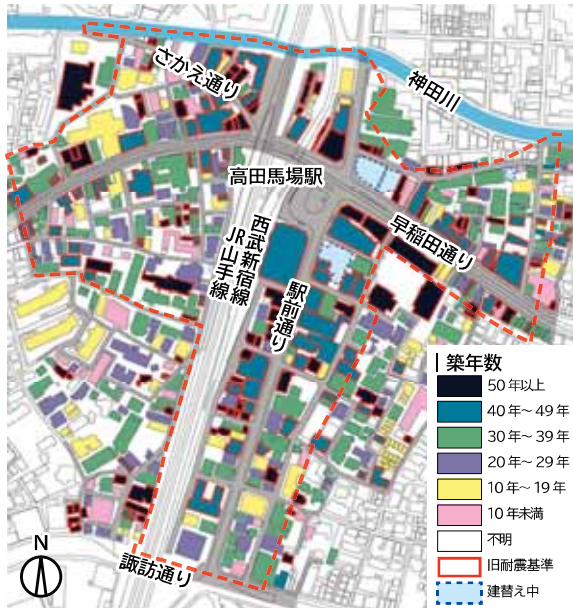 さかえ通り
神田川
高田馬場駅
早稲田通り
西武新宿線
JR山手線
駅前通り
諏訪通り
N
築年数
50年以上
40年～49年
30年～39年
20年～29年
10年～19年
10年未満
不明
旧耐震基準
建替え中